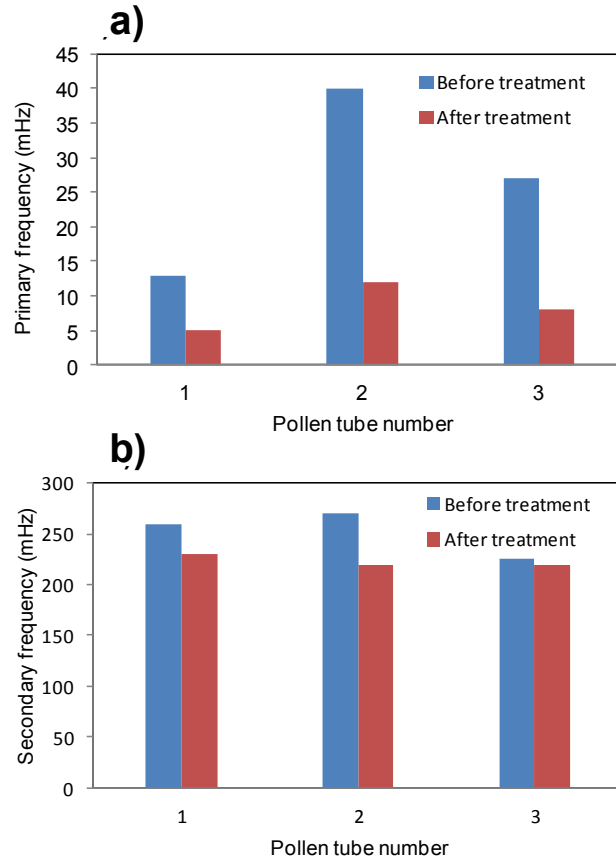 a)
45
40
35
30
25
20
15
10
5
0
Primary frequency (mHz)
Before treatment
After treatment
1 2 3
Pollen tube number
b)
300
250
200
150
100
50
0
Secondary frequency (mHz)
Before treatment
After treatment
1 2 3
Pollen tube number